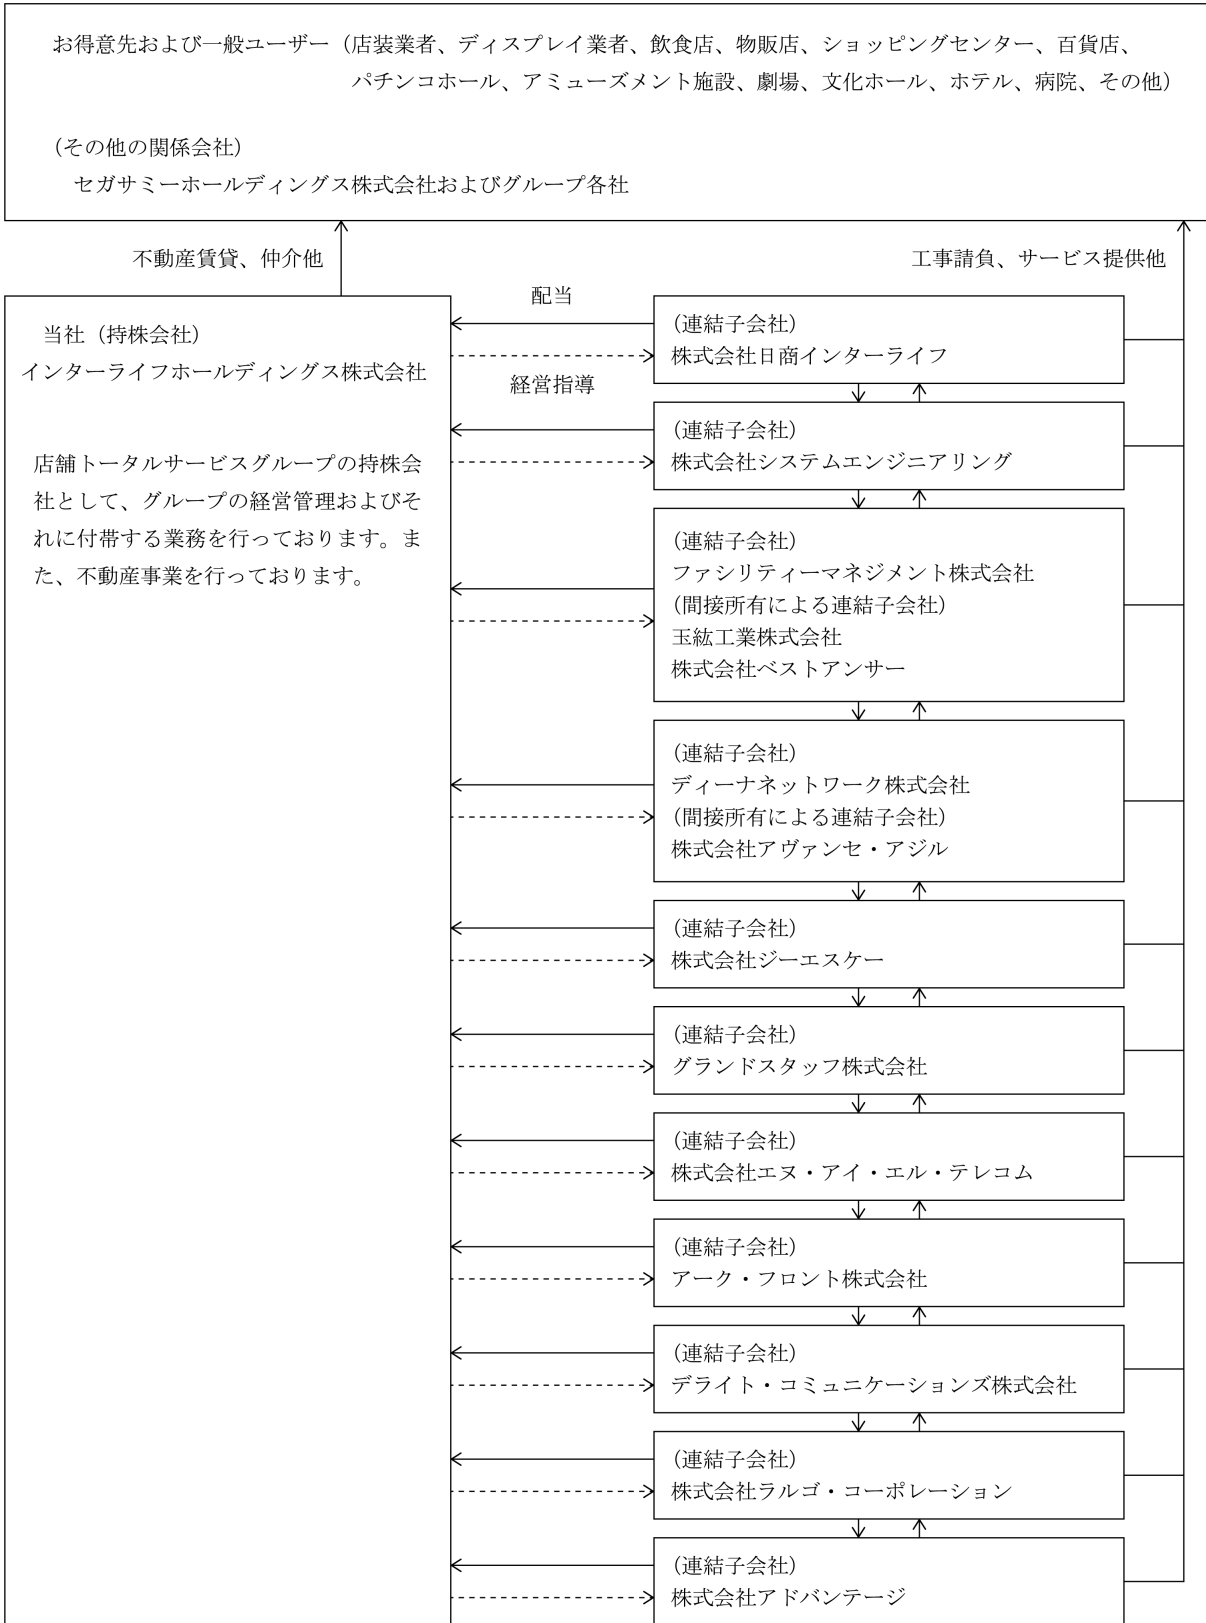 お得意先および一般ユーザー（店装業者、ディスプレイ業者、飲食店、物販店、ショッピングセンター、百貨店、
パチンコホール、アミューズメント施設、劇場、文化ホール、ホテル、病院、その他）
（その他の関係会社）
セガサミーホールディングス株式会社およびグループ各社
不動産賃貸、仲介他
工事請負、サービス提供他
当社（持株会社）
インターライフホールディングス株式会社
店舗トータルサービスグループの持株会
社として、グループの経営管理およびそ
れに付帯する業務を行っております。ま
た、不動産事業を行っております。
配当
経営指導
（連結子会社）
株式会社日商インターライフ
（連結子会社）
株式会社システムエンジニアリング
（連結子会社）
ファシリティーマネジメント株式会社
（間接所有による連結子会社）
玉紘工業株式会社
株式会社ベストアンサー
（連結子会社）
ディーナネットワーク株式会社
（間接所有による連結子会社）
株式会社アヴァンセ・アジル
（連結子会社）
株式会社ジーエスケー
（連結子会社）
グランドスタッフ株式会社
（連結子会社）
株式会社エヌ・アイ・エル・テレコム
（連結子会社）
アーク・フロント株式会社
（連結子会社）
デライト・コミュニケーションズ株式会社
（連結子会社）
株式会社ラルゴ・コーポレーション
（連結子会社）
株式会社アドバンテージ